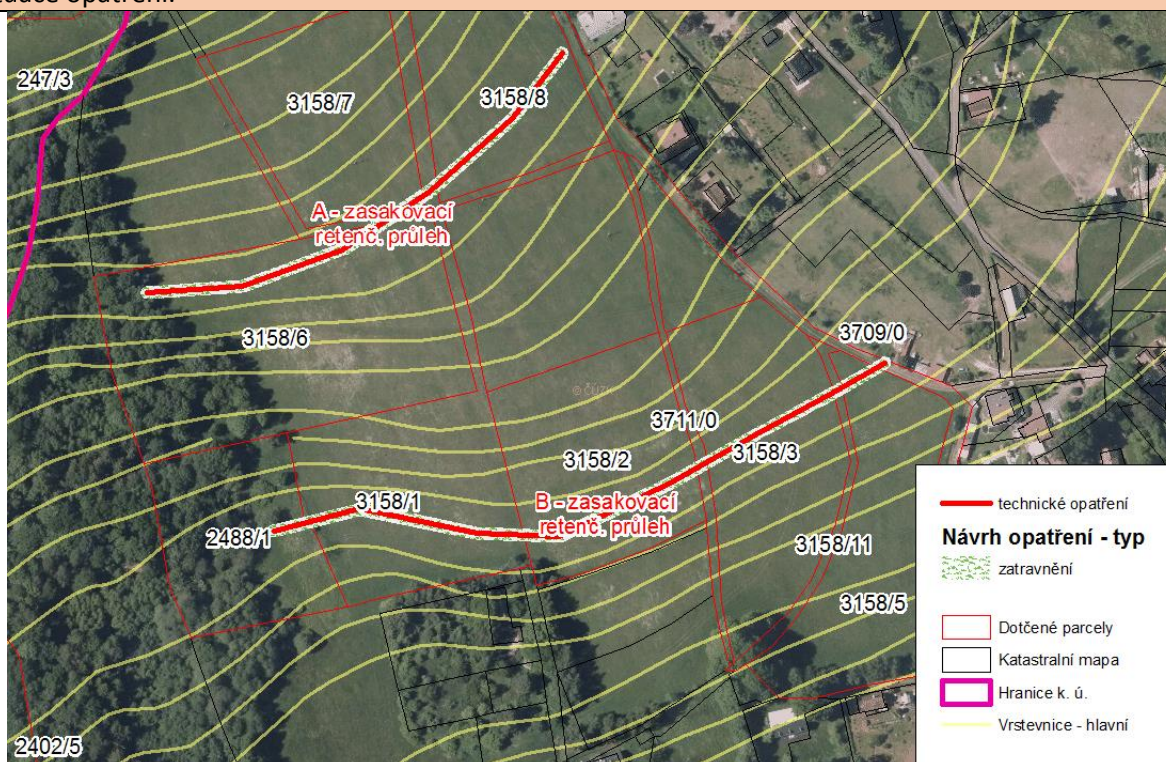 247/3
3158/7
3158/8
A - zasakovací
retenč. průleh
3158/6
3709/0
© ČÚZK
3711/0
3158/2
3158/3
3158/1
B - zasakovací
retenč. průleh
2488/1
3158/11
3158/5
2402/5
technické opatření
Návrh opatření - typ
zatravnění
Dotčené parcely
Katastralní mapa
Hranice k. ú.
Vrstevnice - hlavní